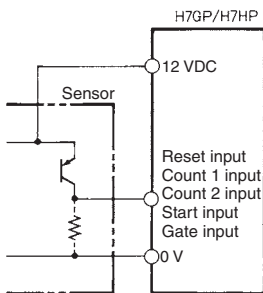 H7GP/H7HP
12 VDC
Sensor
Reset input
Count 1 input
Count 2 input
Start input
Gate input
0 V